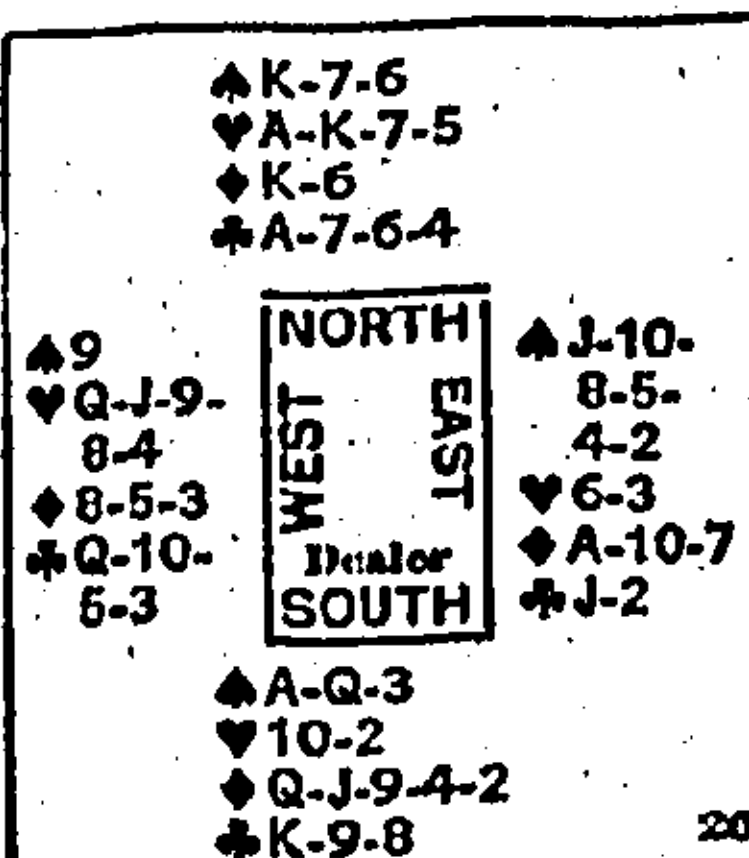 ♠K-7-6
♥A-K-7-5
♦K-6
♣A-7-6-4
♠9
♥Q-J-9-
8-4
♦8-5-3
♣Q-10-
5-3
NORTH
WEST
EAST
Dealer
SOUTH
♠J-10-
8-5-
4-2
♥6-3
♦A-10-7
♣J-2
♠A-Q-3
♥10-2
♦Q-J-9-4-2
♣K-9-8
20